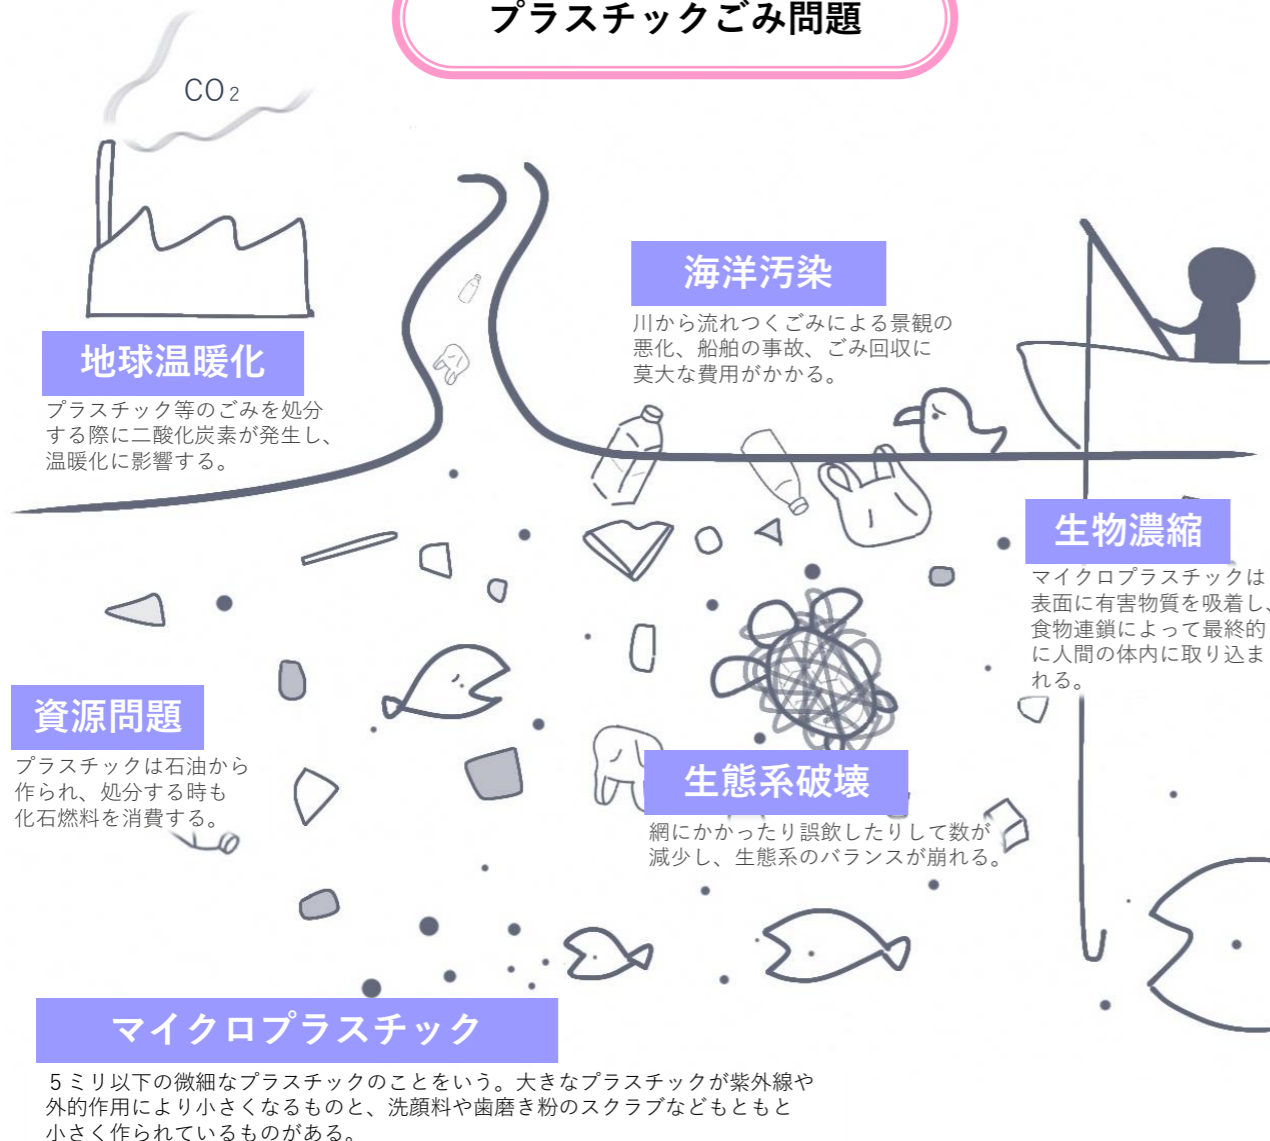 プラスチックごみ問題
CO₂
海洋汚染
川から流れつくごみによる景観の
悪化、船舶の事故、ごみ回収に
莫大な費用がかかる。
地球温暖化
プラスチック等のごみを処分
する際に二酸化炭素が発生し、
温暖化に影響する。
生物濃縮
マイクロプラスチックは
表面に有害物質を吸着し、
食物連鎖によって最終的
に人間の体内に取り込ま
れる。
資源問題
プラスチックは石油から
作られ、処分する時も
化石燃料を消費する。
生態系破壊
網にかかったり誤飲したりして数が
減少し、生態系のバランスが崩れる。
マイクロプラスチック
５ミリ以下の微細なプラスチックのことをいう。大きなプラスチックが紫外線や
外的作用により小さくなるものと、洗顔料や歯磨き粉のスクラブなどもともと
小さく作られているものがある。